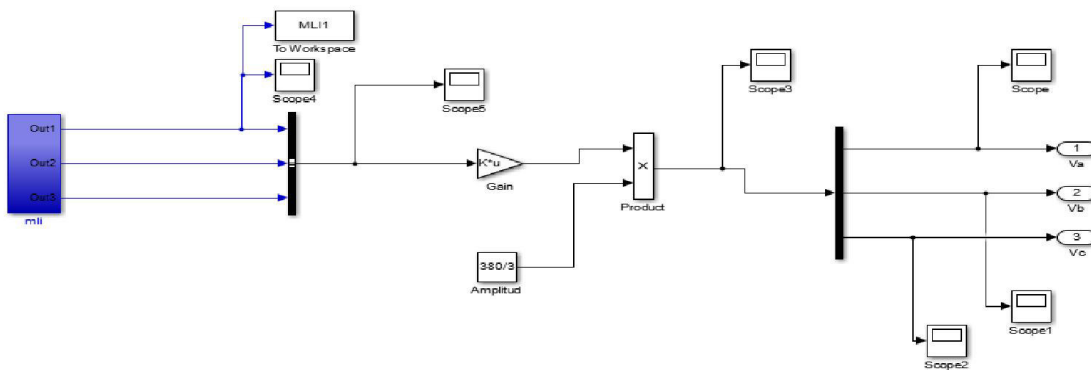 MLI1
To Workspace
Scope4
Scope5
Scope3
Scope
Out1
Out2
Out3
mli
K*u
Gain
X
Product
380/3
Amplitud
1
Va
2
Vb
3
Vc
Scope1
Scope2